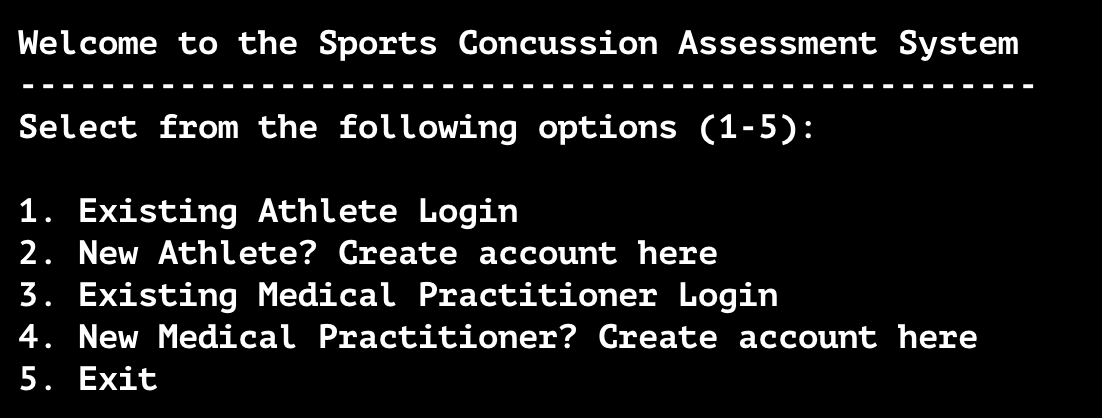 Welcome to the Sports Concussion Assessment System
---------------------------------------------------
Select from the following options (1-5):

1. Existing Athlete Login
2. New Athlete? Create account here
3. Existing Medical Practitioner Login
4. New Medical Practitioner? Create account here
5. Exit